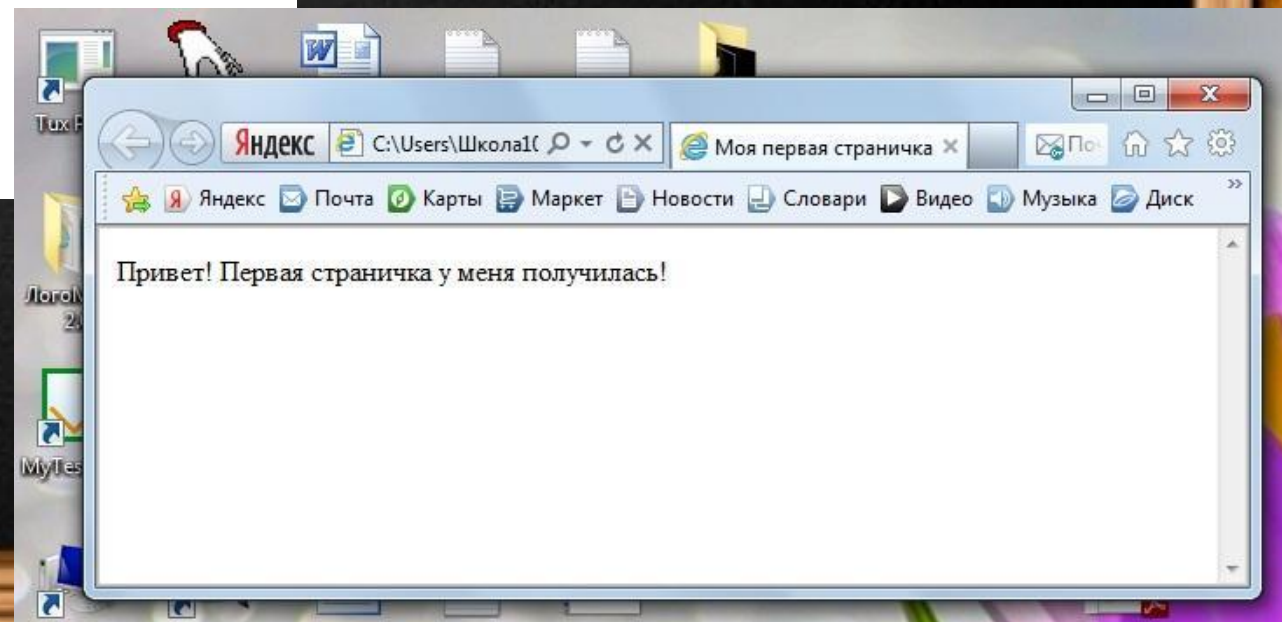 Tux
Яндекс C:\Users\Школа1 Моя первая страничка
Яндекс Почта Карты Маркет Новости Словари Видео Музыка Диск
Привет! Первая страничка у меня получилась!